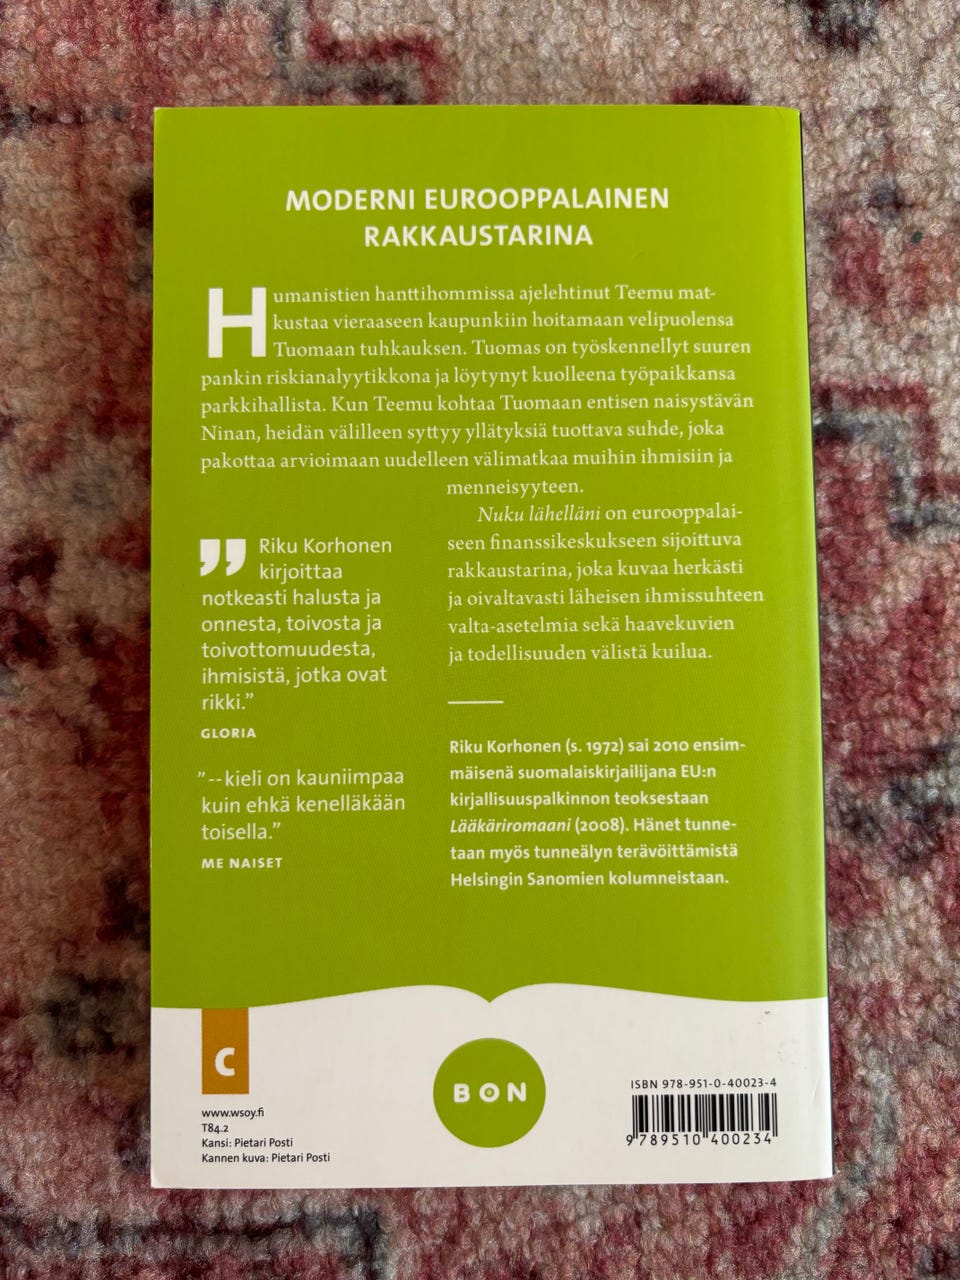 MODERNI EUROOPPALAINEN
RAKKAUSTARINA
Humanistien hanttihommissa ajelehtinut Teemu mat-
kustaa vieraaseen kaupunkiin hoitamaan velipuolensa
Tuomaan tuhkauksen. Tuomas on työskennellyt suuren
pankin riskianalyytikkona ja löytynyt kuolleena työpaikkansa
parkkihallista. Kun Teemu kohtaa Tuomaan entisen naisystävän
Ninan, heidän välilleen syttyy yllätyksiä tuottava suhde, joka
pakottaa arvioimaan uudelleen välimatkaa muihin ihmisiin ja
menneisyyteen.
Nuku lähelläni on eurooppalai-
seen finanssikeskukseen sijoittuva
rakkaustarina, joka kuvaa herkästi
ja oivaltavasti läheisen ihmissuhteen
valta-asetelmia sekä haavekuvien
ja todellisuuden välistä kuilua.
” Riku Korhonen
kirjoittaa
notkeasti halusta ja
onnesta, toivosta ja
toivottomuudesta,
ihmisistä, jotka ovat
rikki.”
GLORIA
”--kieli on kauniimpaa
kuin ehkä kenelläkään
toisella.”
ME NAISET
Riku Korhonen (s. 1972) sai 2010 ensim-
mäisenä suomalaiskirjailijana EU:n
kirjallisuuspalkinnon teoksestaan
Lääkäriromaani (2008). Hänet tunne-
taan myös tunneälyn terävöittämistä
Helsingin Sanomien kolumneistaan.
C
www.wsoy.fi
T84.2
Kansi: Pietari Posti
Kannen kuva: Pietari Posti
BON
ISBN 978-951-0-40023-4
9 789510 400234